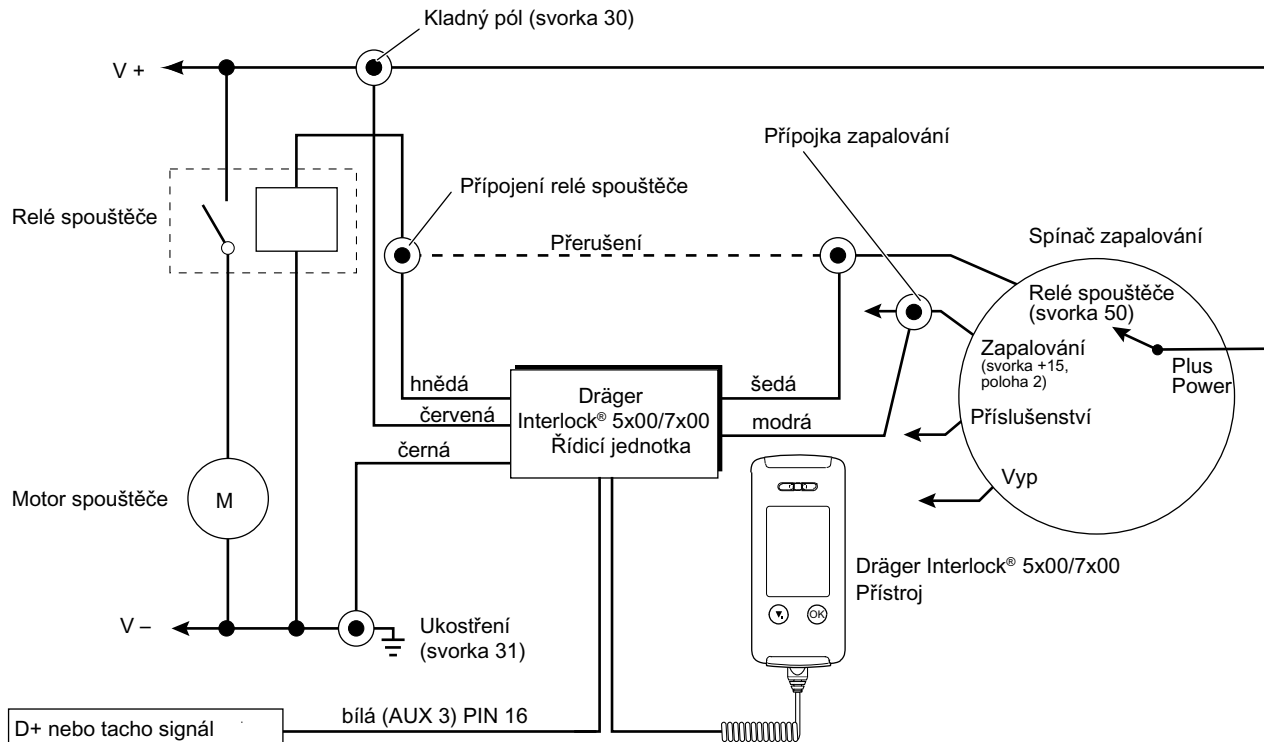 Kladný pól (svorka 30)
V +
Přípojka zapalování
Přípojení relé spouštěče
Relé spouštěče
Přerušení
Spínač zapalování
Relé spouštěče
(svorka 50)
Zapalování
(svorka +15,
poloha 2)
Plus
Power
hnědá
šedá
Dräger
Interlock® 5x00/7x00
Řídicí jednotka
červená
modrá
Příslušenství
černá
Vyp
Motor spouštěče
M
Dräger Interlock® 5x00/7x00
Přístroj
OK
V –
Ukostření
(svorka 31)
bílá (AUX 3) PIN 16
D+ nebo tacho signál